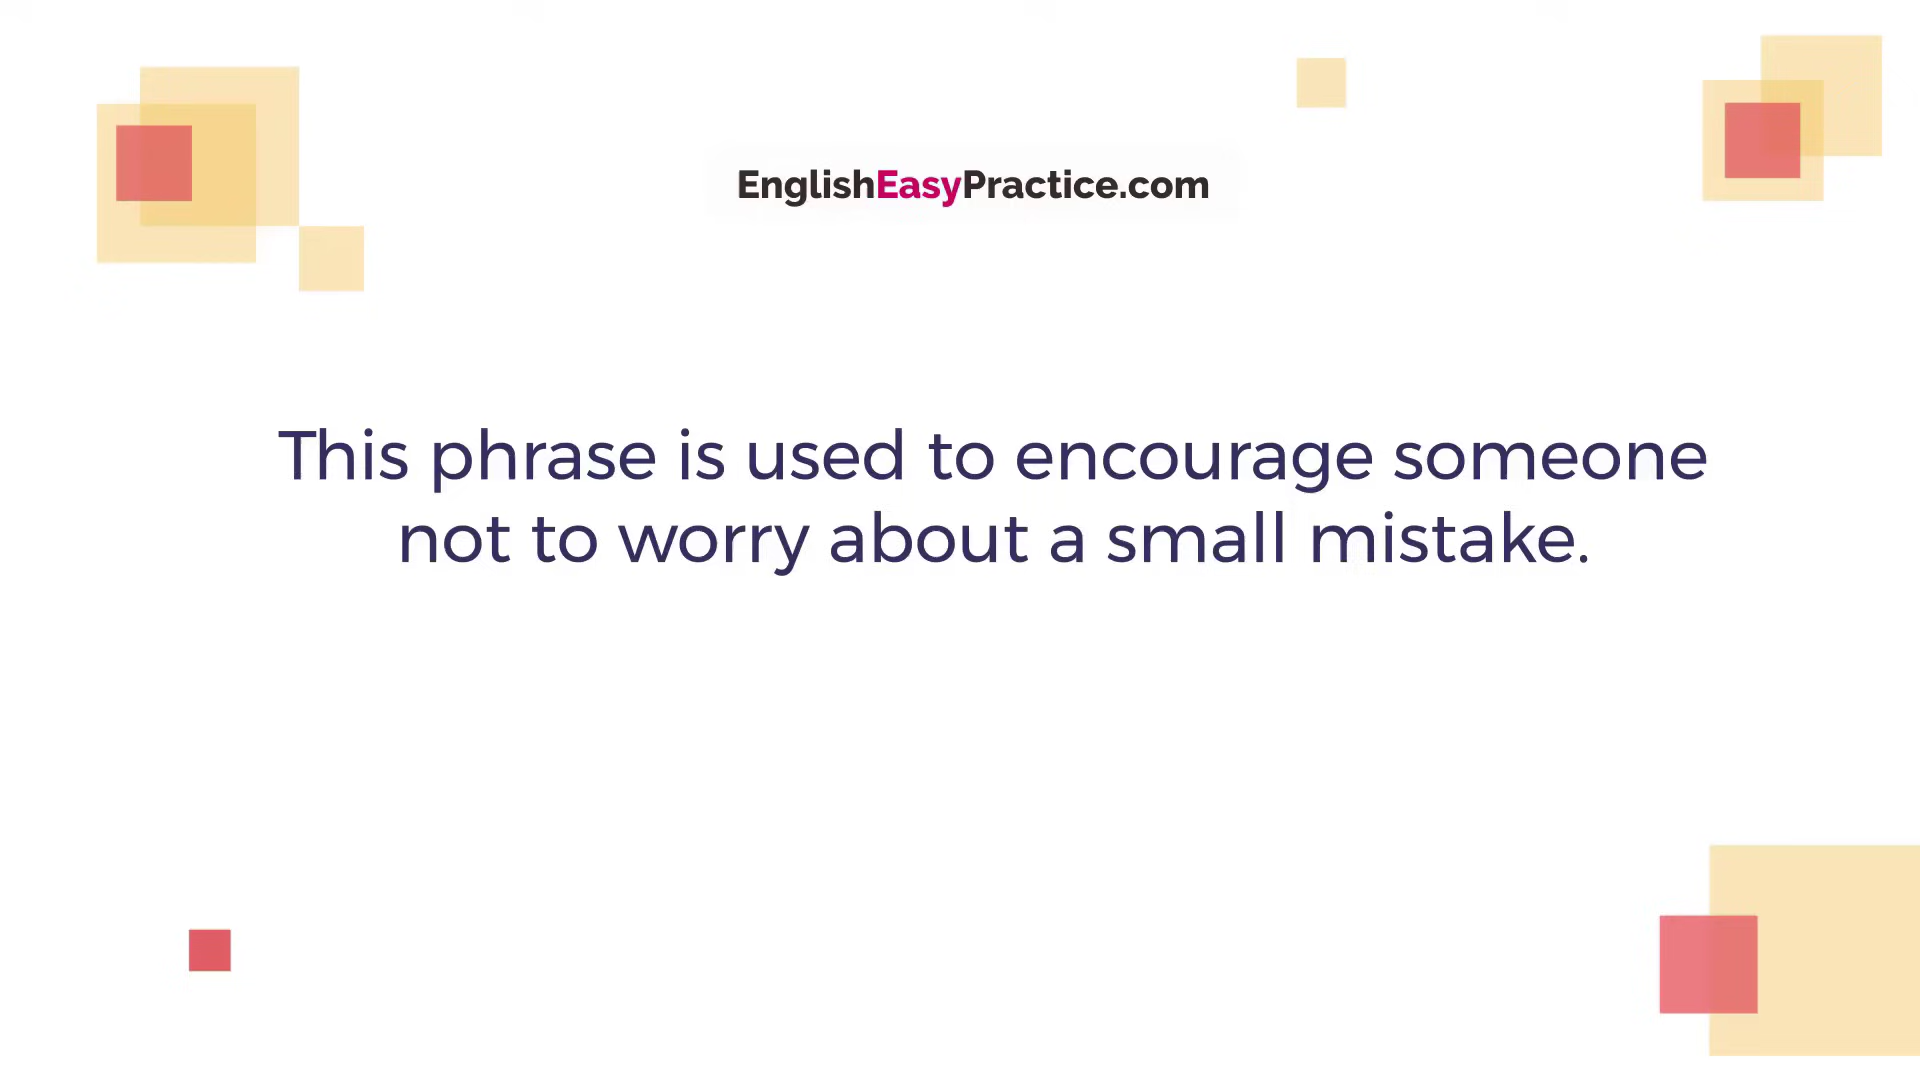 EnglishEasyPractice.com
This phrase is used to encourage someone
not to worry about a small mistake.